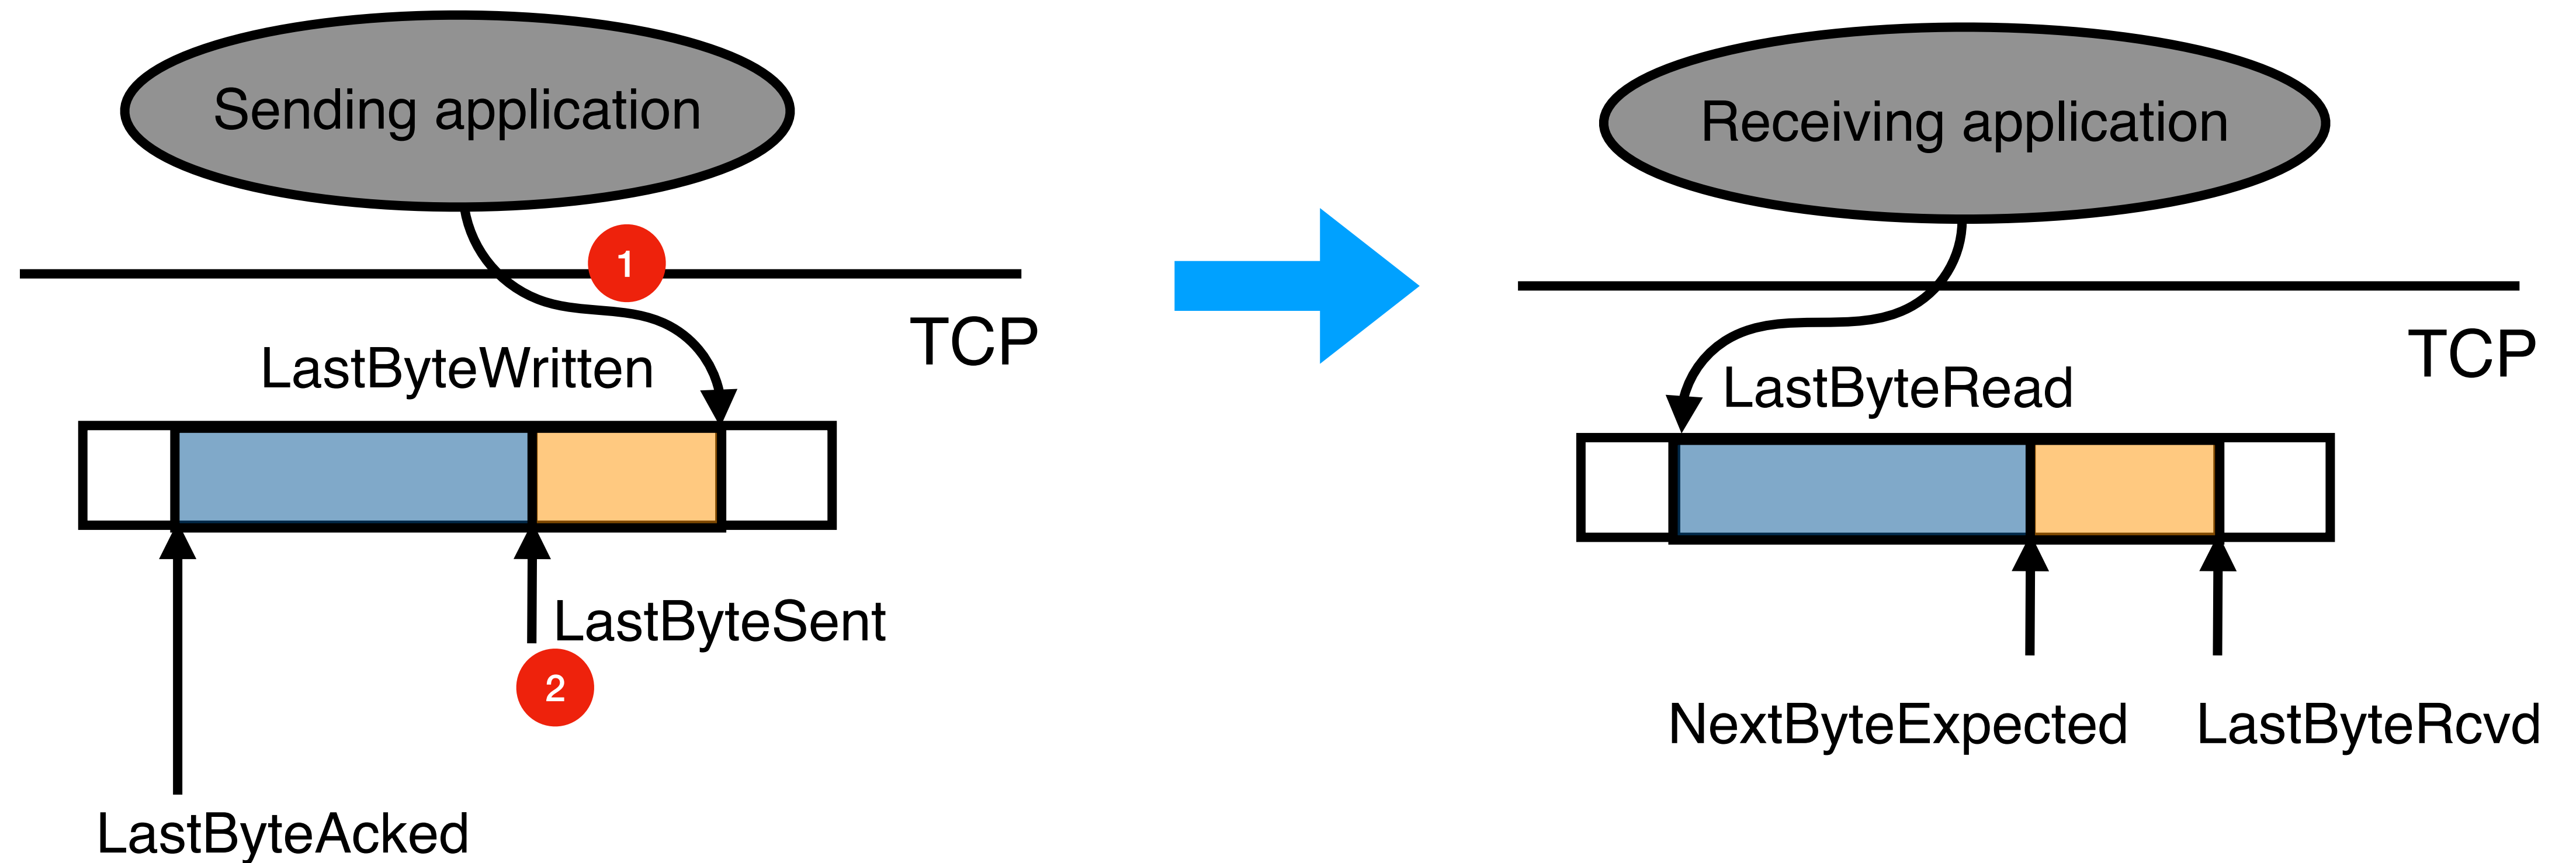 Sending application
1
TCP
LastByteWritten
LastByteSent
2
LastByteAcked
Receiving application
TCP
LastByteRead
NextByteExpected
LastByteRcvd